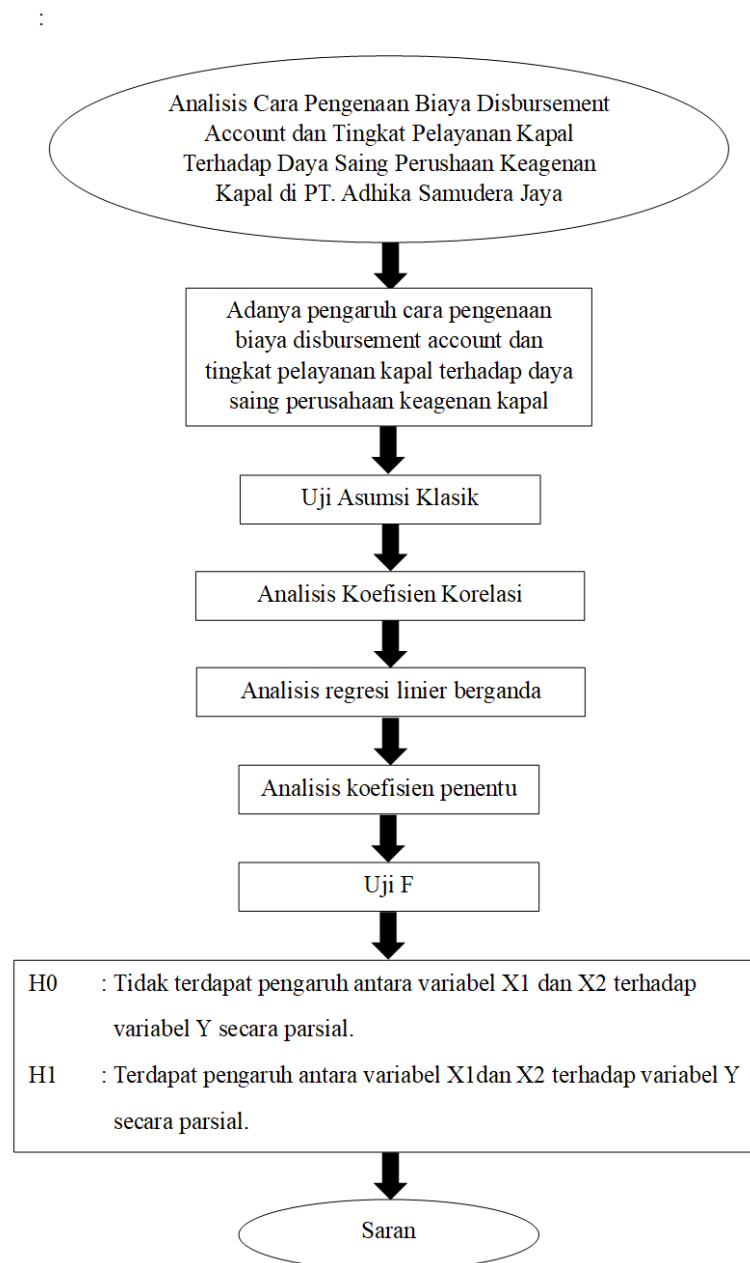 :
Analisis Cara Pengenaan Biaya Disbursement
Account dan Tingkat Pelayanan Kapal
Terhadap Daya Saing Perushaan Keagenan
Kapal di PT. Adhika Samudera Jaya
Adanya pengaruh cara pengenaan
biaya disbursement account dan
tingkat pelayanan kapal terhadap daya
saing perusahaan keagenan kapal
Uji Asumsi Klasik
Analisis Koefisien Korelasi
Analisis regresi linier berganda
Analisis koefisien penentu
Uji F
H0 : Tidak terdapat pengaruh antara variabel X1 dan X2 terhadap
variabel Y secara parsial.
H1 : Terdapat pengaruh antara variabel X1dan X2 terhadap variabel Y
secara parsial.
Saran